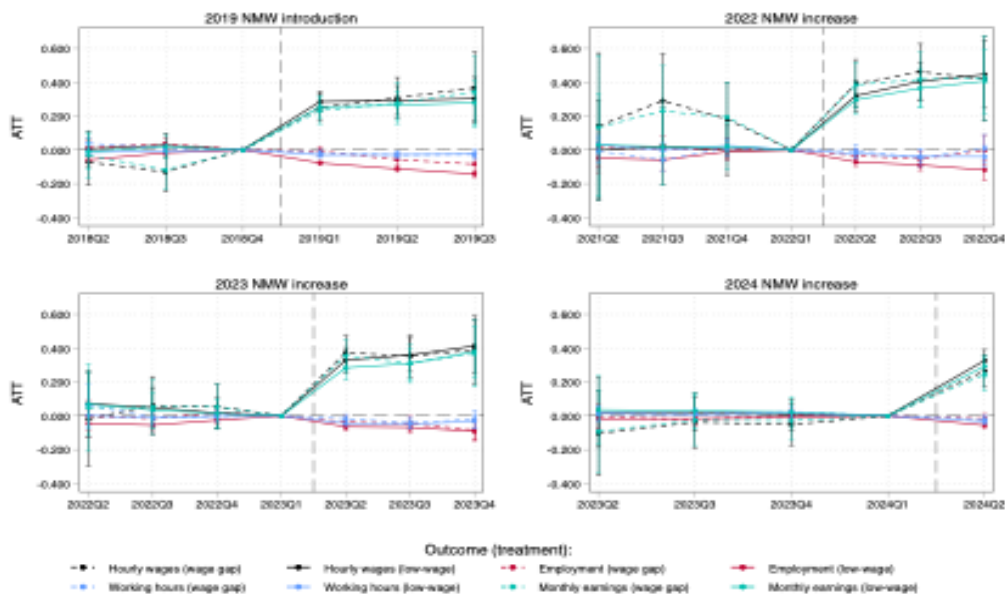 2019 NMW introduction
0.600
0.400
0.200
0.000
-0.200
-0.400
ATT
2018Q2 2018Q3 2018Q4 2019Q1 2019Q2 2019Q3
2022 NMW increase
0.600
0.400
0.200
0.000
-0.200
-0.400
ATT
2021Q2 2021Q3 2021Q4 2022Q1 2022Q2 2022Q3 2022Q4
2023 NMW increase
0.600
0.400
0.200
0.000
-0.200
-0.400
ATT
2022Q2 2022Q3 2022Q4 2023Q1 2023Q2 2023Q3 2023Q4
2024 NMW increase
0.600
0.400
0.200
0.000
-0.200
-0.400
ATT
2023Q2 2023Q3 2023Q4 2024Q1 2024Q2
Outcome (treatment):
Hourly wages (wage gap) Hourly wages (low-wage) Employment (wage gap) Employment (low-wage)
Working hours (wage gap) Working hours (low-wage) Monthly earnings (wage gap) Monthly earnings (low-wage)